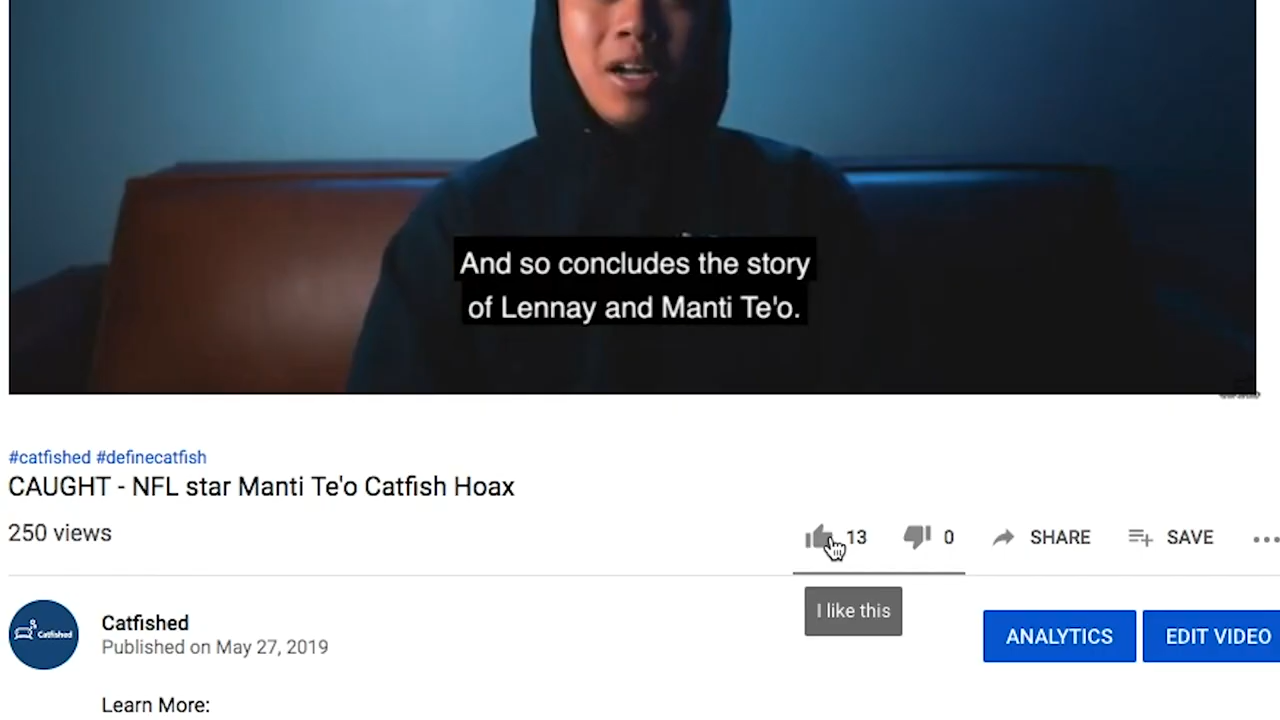 And so concludes the story
of Lennay and Manti Te'o.
#catfished #definecatfish
CAUGHT - NFL star Manti Te'o Catfish Hoax
250 views
13
0
SHARE
SAVE
I like this
Catfished
Catfished
Published on May 27, 2019
ANALYTICS
EDIT VIDEO
Learn More: